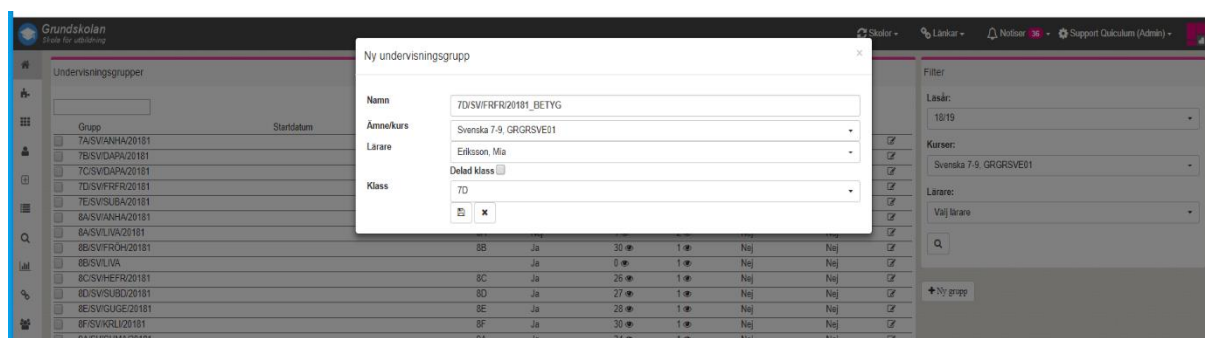 Grundskolan
Skola för utbildning
Skolor
Länkar
Notiser 36
Support Quiculum (Admin)
Ny undervisningsgrupp
×
Namn
7D/SV/FRFR/20181_BETYG
Ämne/kurs
Svenska 7-9, GRGRSVE01
Lärare
Eriksson, Mia
Delad klass
Klass
7D
Undervisningsgrupper
Grupp Startdatum
7A/SV/ANHA/20181
7B/SV/DAPA/20181
7C/SV/DAPA/20181
7D/SV/FRFR/20181
7E/SV/SUBA/20181
8A/SV/ANHA/20181
8A/SV/LIVA/20181
8B/SV/FRÖH/20181 8B Ja 30 1 Nej Nej
8B/SV/LIVA Ja 0 1 Nej Nej
8C/SV/HEFR/20181 8C Ja 26 1 Nej Nej
8D/SV/SUBD/20181 8D Ja 27 1 Nej Nej
8E/SV/GUGE/20181 8E Ja 28 1 Nej Nej
8F/SV/KRLI/20181 8F Ja 30 1 Nej Nej
Filter
Läsår:
18/19
Kurser:
Svenska 7-9, GRGRSVE01
Lärare:
Välj lärare
Ny grupp